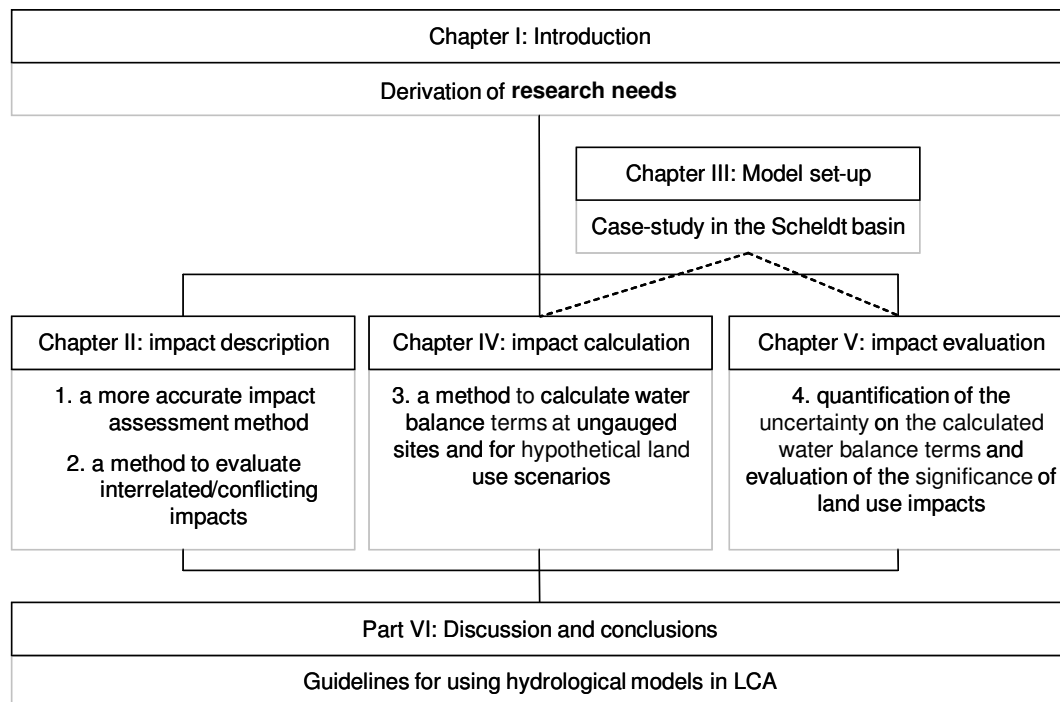 Chapter I: Introduction
Derivation of research needs
Chapter III: Model set-up
Case-study in the Scheldt basin
Chapter II: impact description
1. a more accurate impact
assessment method
2. a method to evaluate
interrelated/conflicting
impacts
Chapter IV: impact calculation
3. a method to calculate water
balance terms at ungauged
sites and for hypothetical land
use scenarios
Chapter V: impact evaluation
4. quantification of the
uncertainty on the calculated
water balance terms and
evaluation of the significance of
land use impacts
Part VI: Discussion and conclusions
Guidelines for using hydrological models in LCA